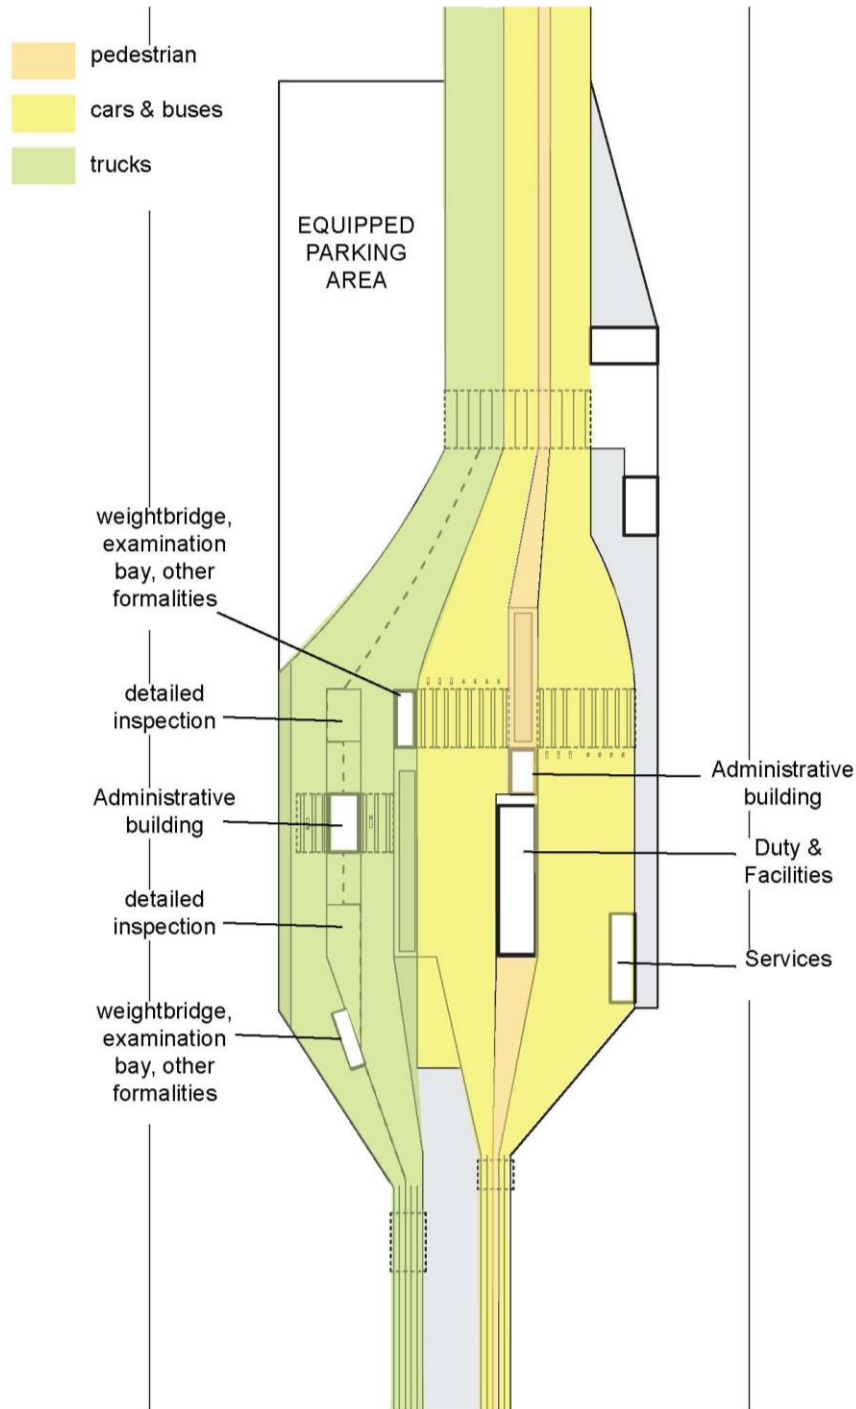 pedestrian
cars & buses
trucks
EQUIPPED
PARKING
AREA
weightbridge,
examination
bay, other
formalities
detailed
inspection
Administrative
building
detailed
inspection
weightbridge,
examination
bay, other
formalities
Administrative
building
Duty &
Facilities
Services